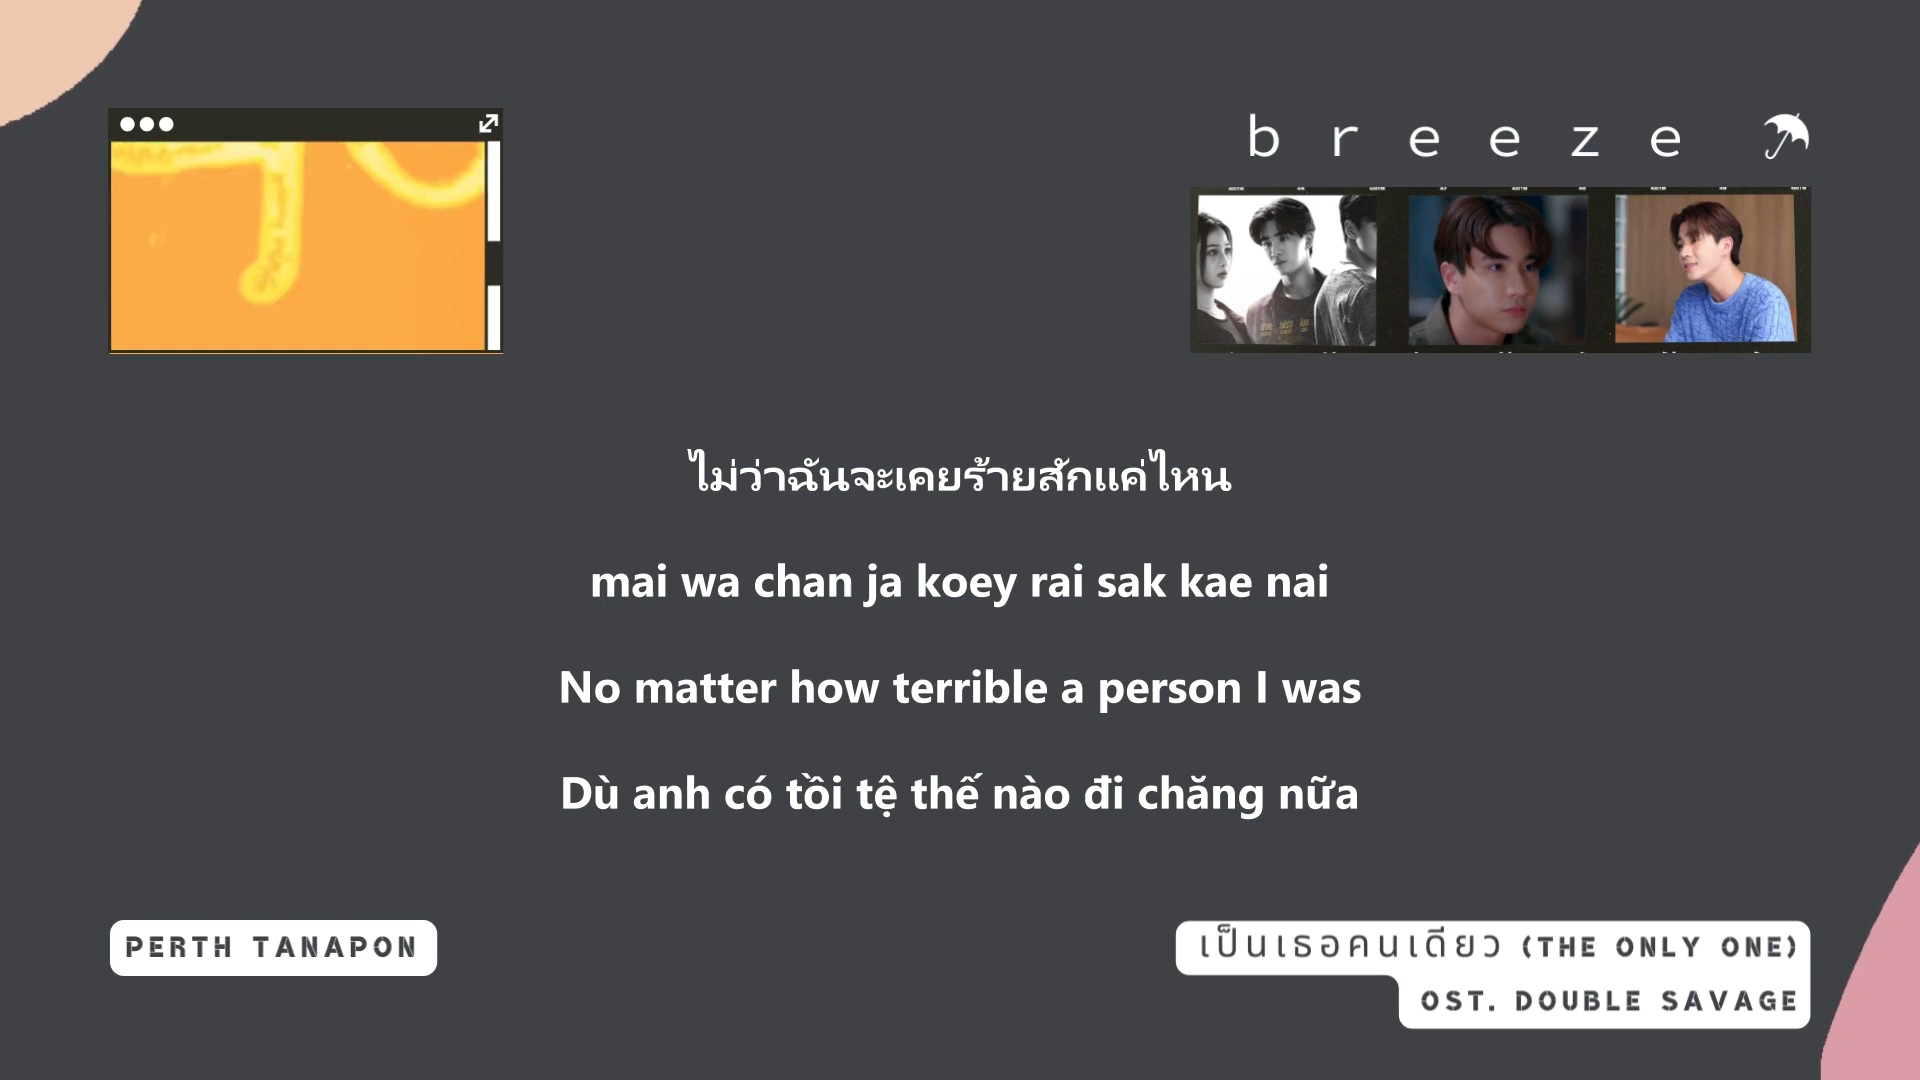 breeze
ไม่ว่าฉันจะเคยร้ายสักแค่ไหน
mai wa chan ja koey rai sak kae nai
No matter how terrible a person I was
Dù anh có tồi tệ thế nào đi chăng nữa
PERTH TANAPON
เป็นเธอคนเดียว (THE ONLY ONE)
OST. DOUBLE SAVAGE